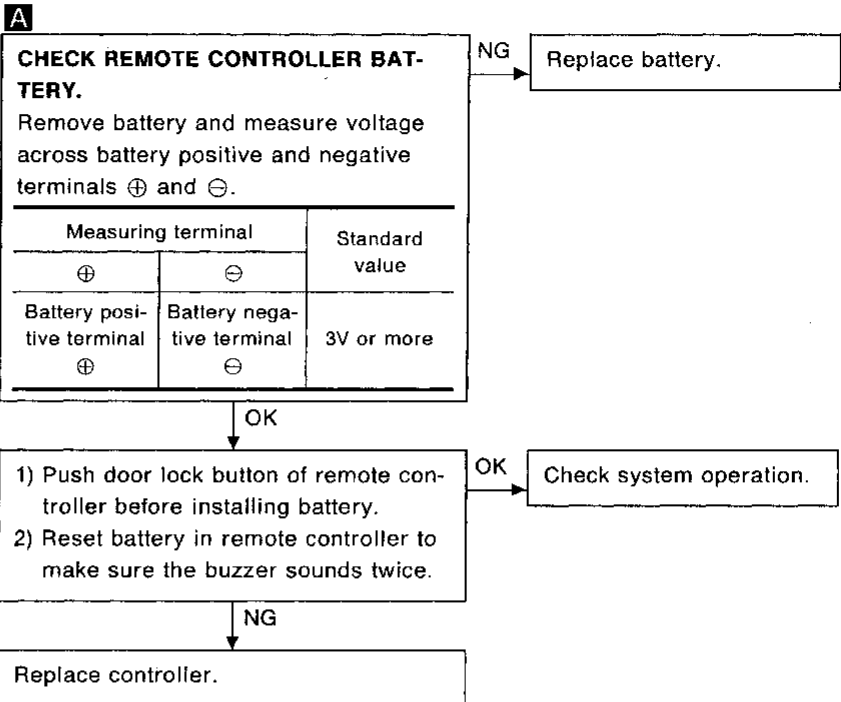 A
CHECK REMOTE CONTROLLER BAT-
TERY.
Remove battery and measure voltage
across battery positive and negative
terminals ⊕ and ⊖.
Measuring terminal
Standard
value
⊕ ⊖
Battery posi-
tive terminal
⊕
Battery nega-
tive terminal
⊖
3V or more
NG
Replace battery.
OK
1) Push door lock button of remote con-
troller before installing battery.
2) Reset battery in remote controller to
make sure the buzzer sounds twice.
OK
Check system operation.
NG
Replace controller.